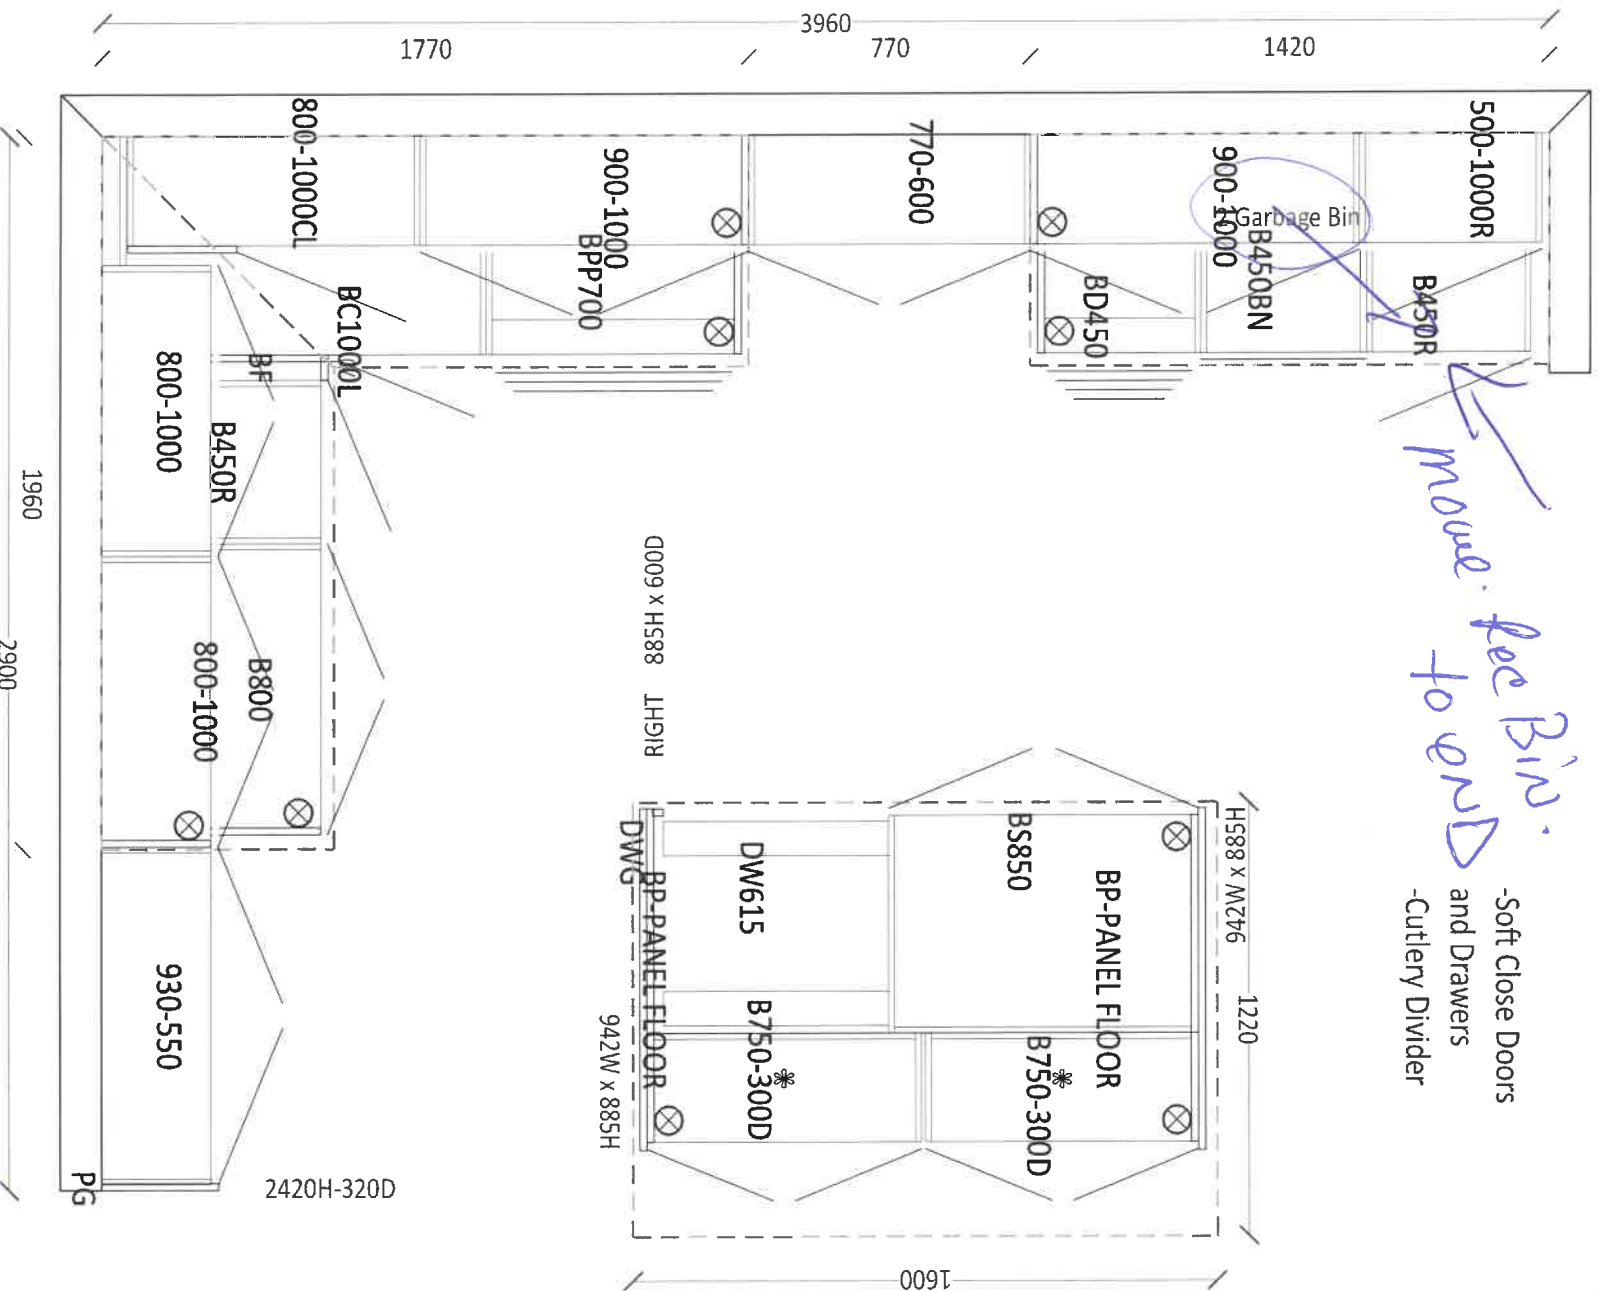 3960
1770
770
1420
800-1000CL
900-1000
770-600
900-1000
500-1000R
Garbage Bin
BPP700
BC1000L
BD450
B450BN
B450R
BF
800-1000
B450R
800-1000
B800
930-550
1960
2900
PG
2420H-320D
885H x 600D RIGHT
Move Rec Bin.
to END
-Soft Close Doors
and Drawers
-Cutlery Divider
942W x 885H
1220
BS850
BP-PANEL FLOOR
DW615
DWG
BP-PANEL FLOOR
B750-300D
B750-300D
942W x 885H
1600